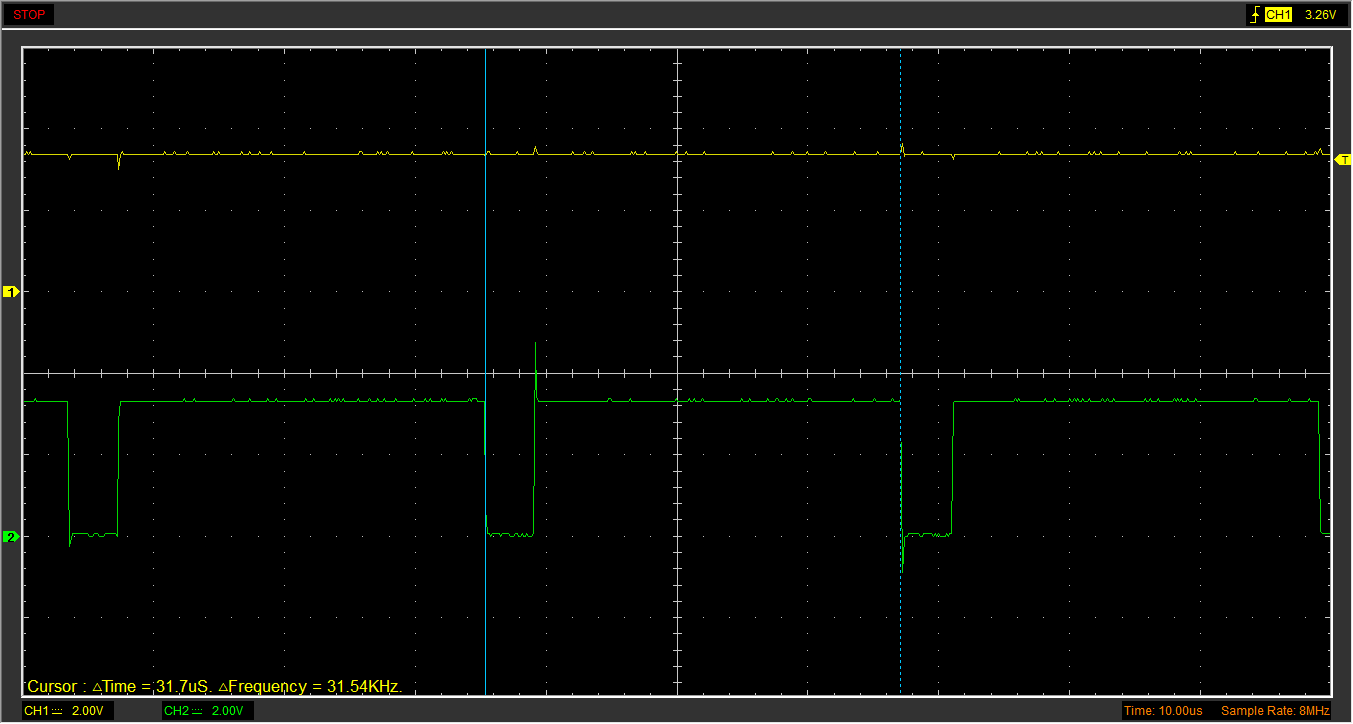 STOP
CH1 3.26V
T
1
2
Cursor : △Time = 31.7uS. △Frequency = 31.54KHz.
CH1 2.00V CH2 2.00V Time: 10.00us Sample Rate: 8MHz